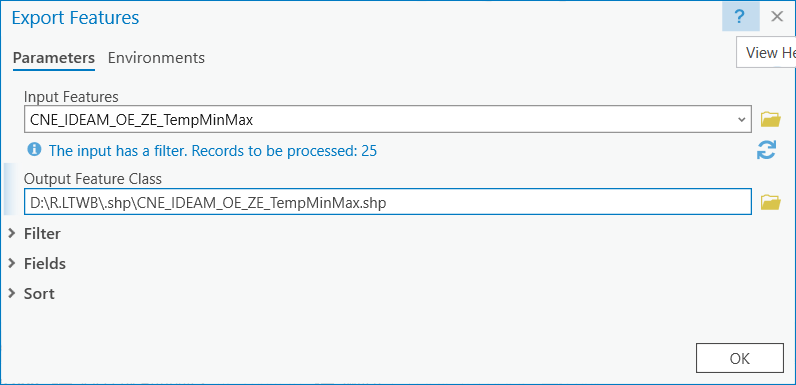 Export Features
?
View He
Parameters Environments
Input Features
CNE_IDEAM_OE_ZE_TempMinMax
The input has a filter. Records to be processed: 25
Output Feature Class
D:\R.LTWB\.shp\CNE_IDEAM_OE_ZE_TempMinMax.shp
Filter
Fields
Sort
OK